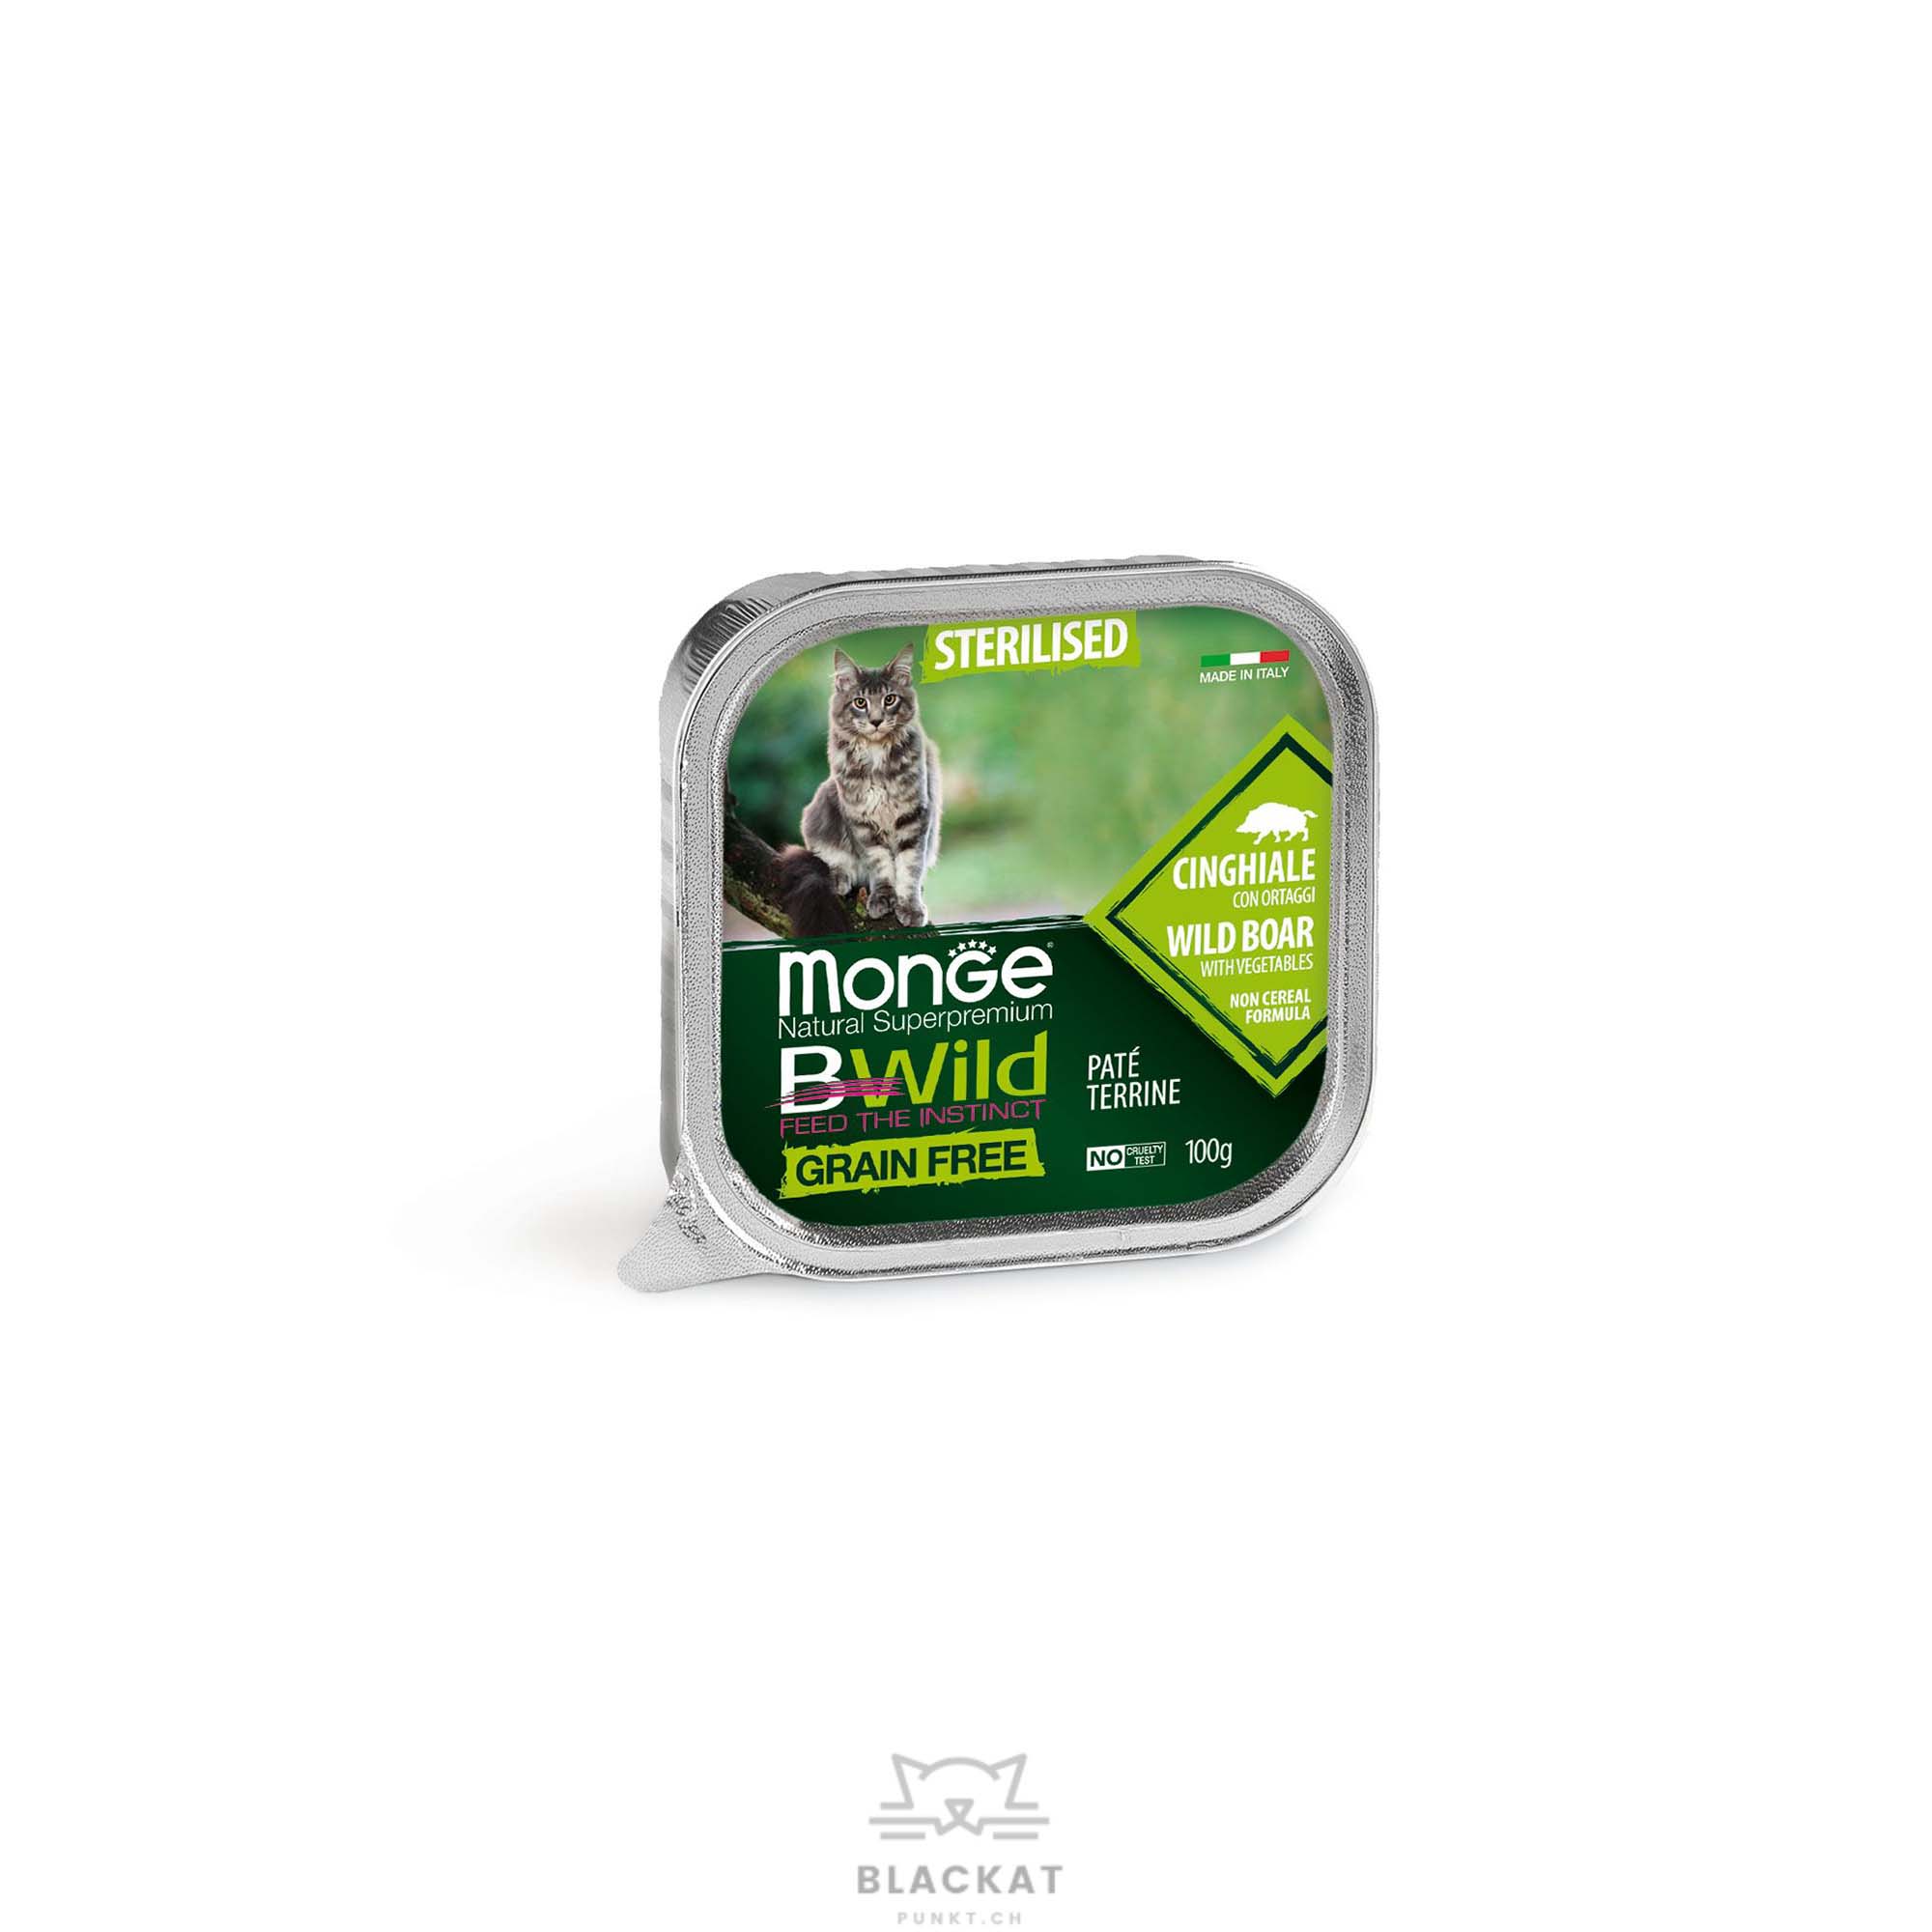 STERILISED
MADE IN ITALY
CINGHIALE
CON ORTAGGI
WILD BOAR
WITH VEGETABLES
NON CEREAL
FORMULA
monGe®
Natural Superpremium
BWild
FEED THE INSTINCT
GRAIN FREE
PATÉ
TERRINE
NO CRUELTY
TEST
100g
BLACKAT
PUNKT.CH